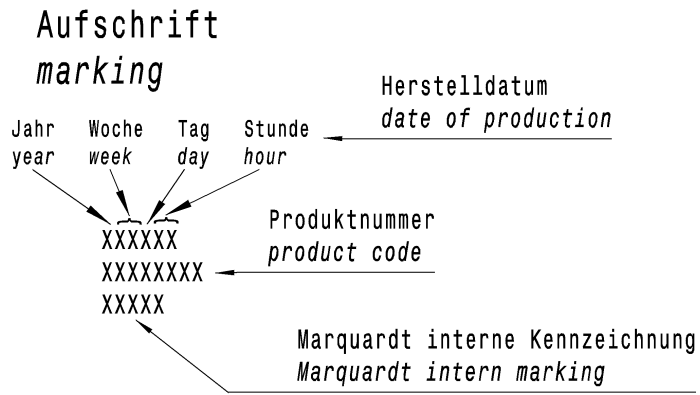 Aufschrift
marking
Herstelldatum
date of production
Jahr Woche Tag Stunde
year week day hour
XXXXXX
Produktnummer
product code
XXXXXXXX
XXXXX
Marquardt interne Kennzeichnung
Marquardt intern marking